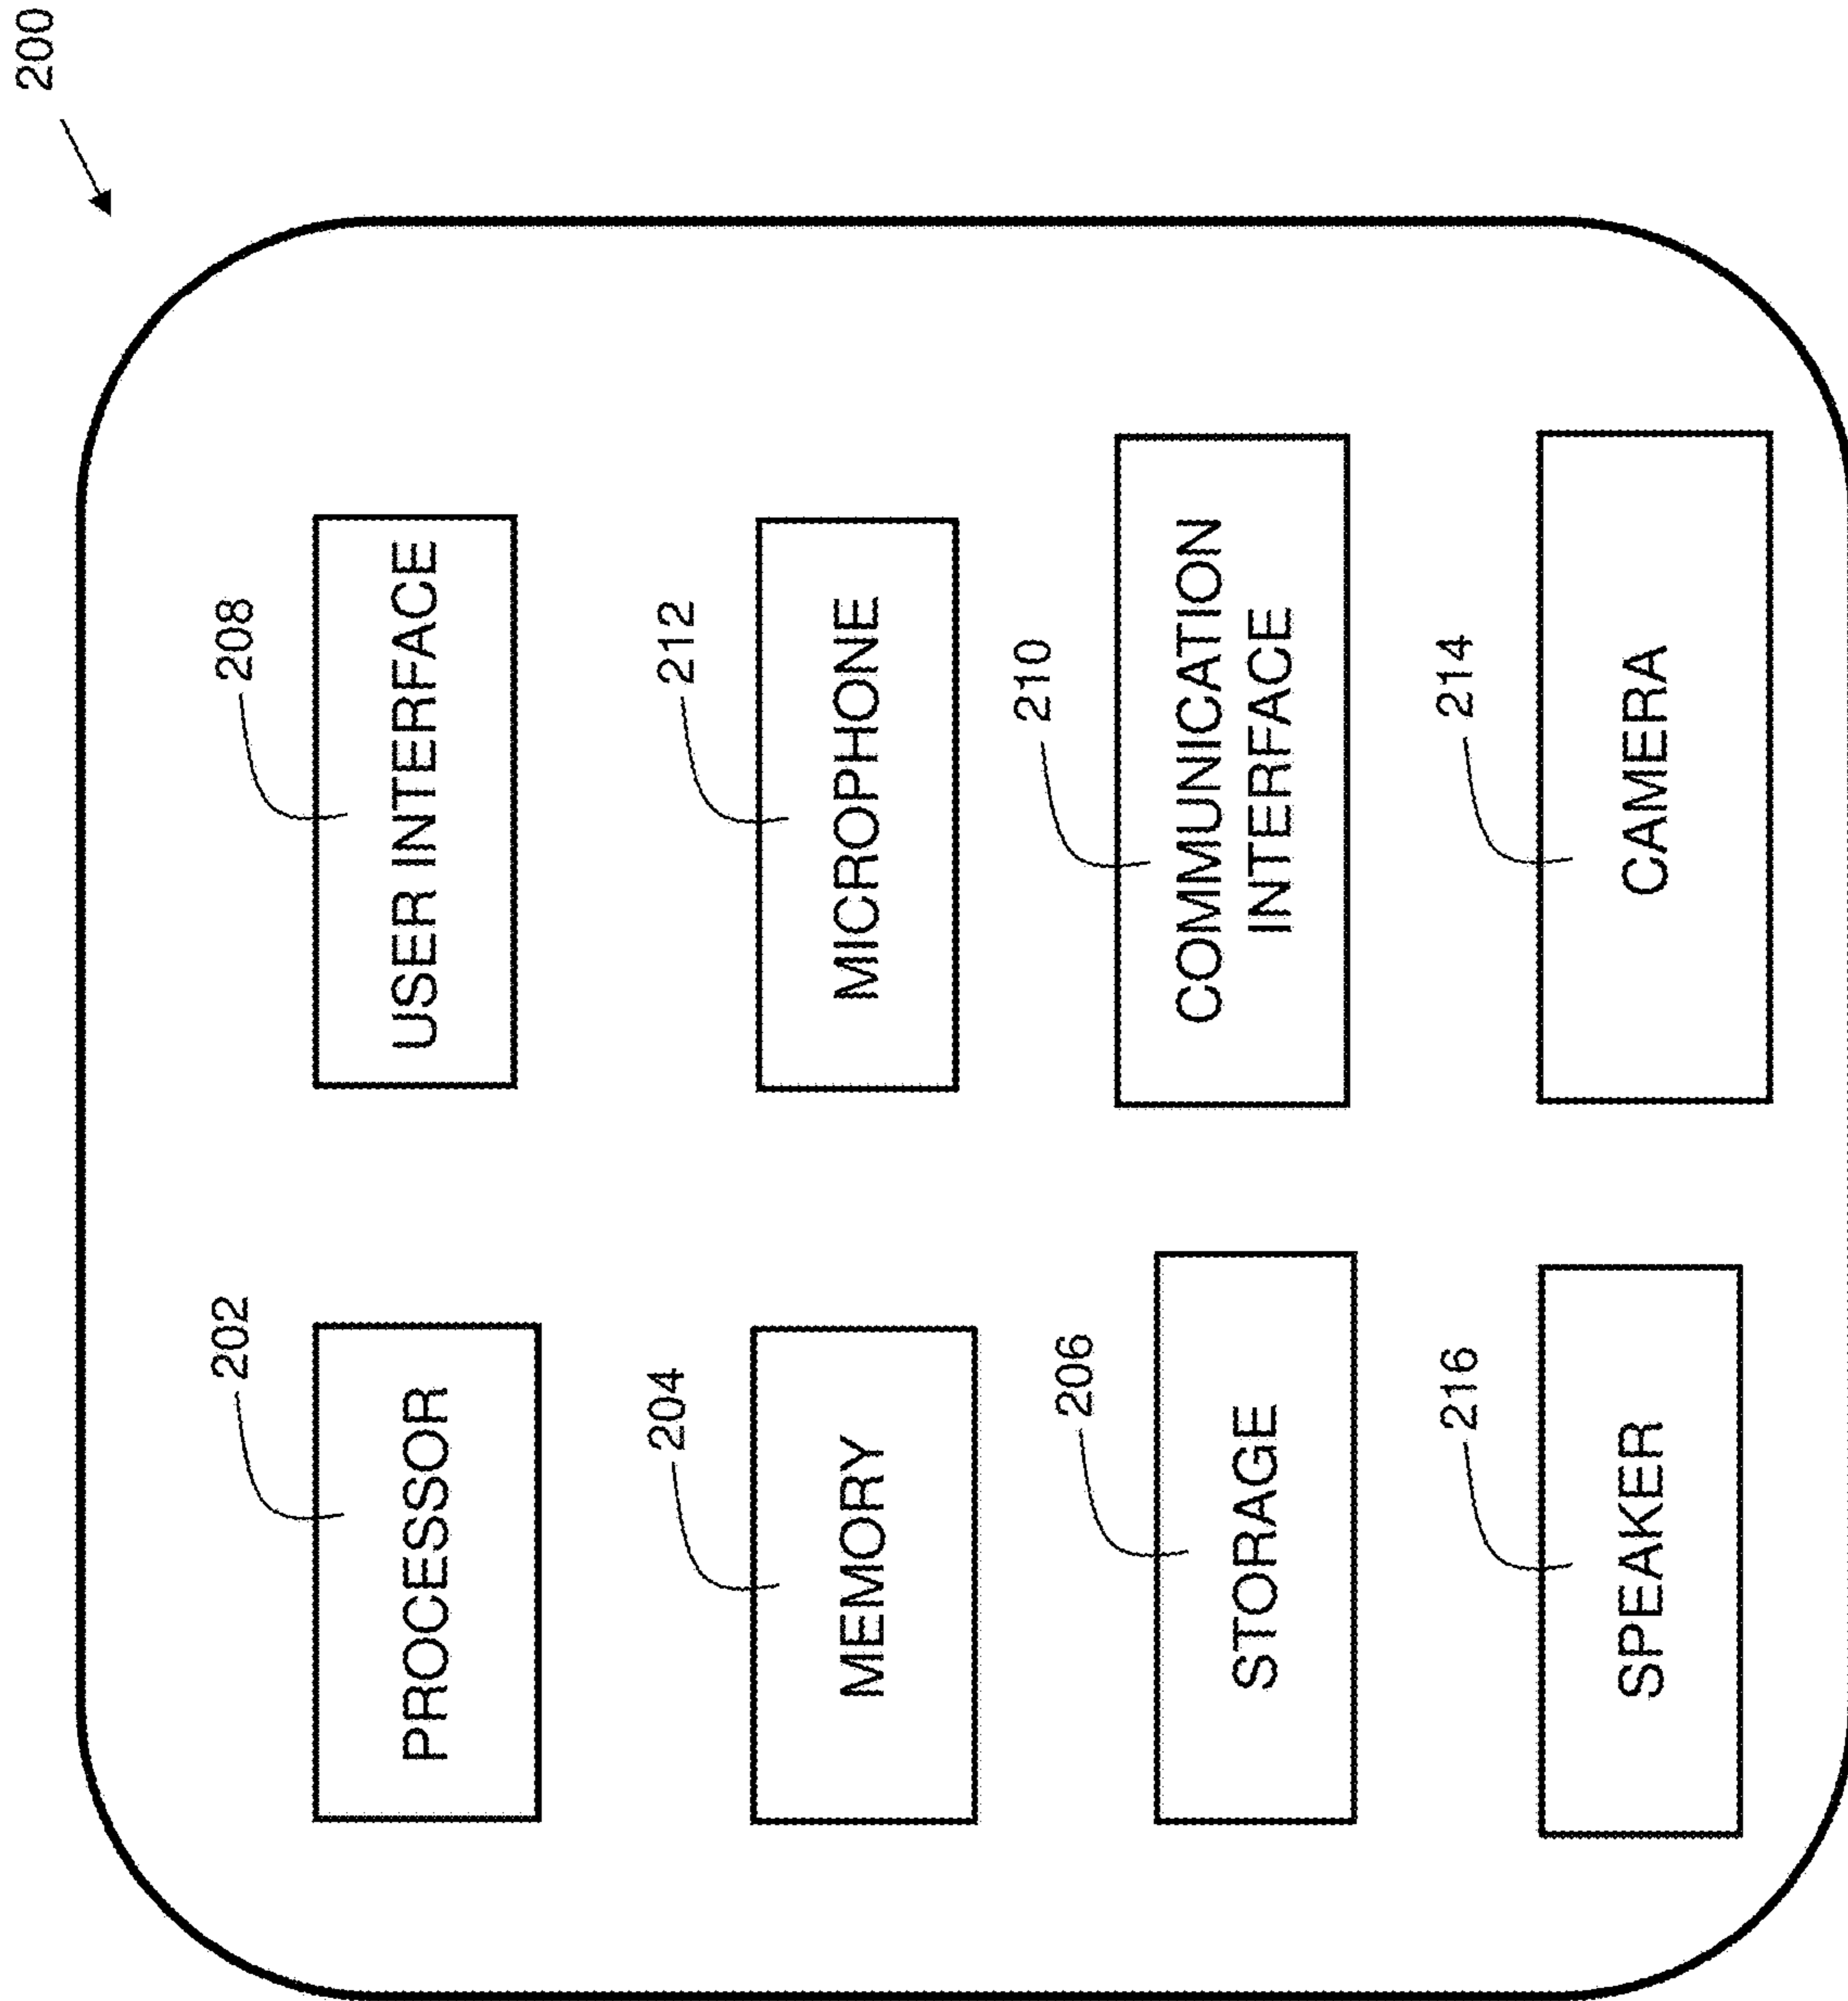 200
202
PROCESSOR
208
USER INTERFACE
204
MEMORY
212
MICROPHONE
206
STORAGE
210
COMMUNICATION
INTERFACE
216
SPEAKER
214
CAMERA